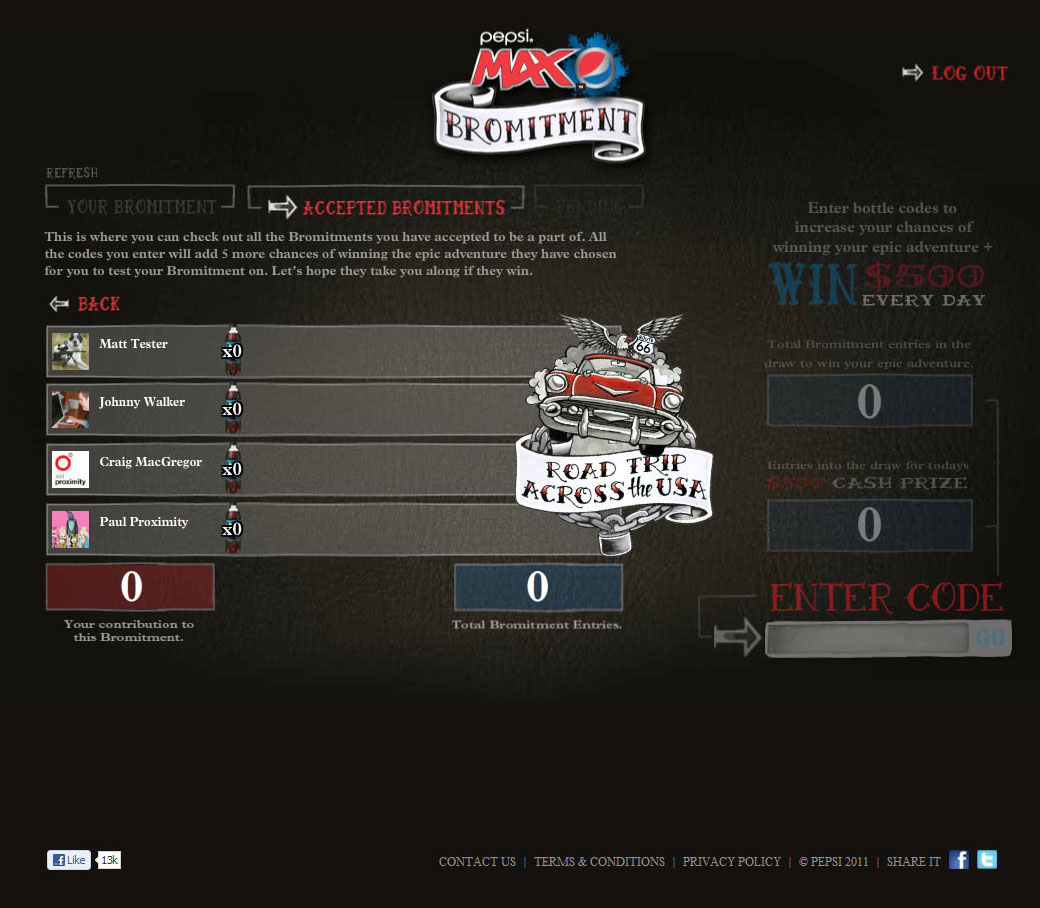 pepsi.
MAX
BROMITMENT
LOG OUT
REFRESH
YOUR BROMITMENT
ACCEPTED BROMITMENTS
PENDING
This is where you can check out all the Bromitments you have accepted to be a part of. All
the codes you enter will add 5 more chances of winning the epic adventure they have chosen
for you to test your Bromitment on. Let's hope they take you along if they win.
BACK
Matt Tester
x0
Johnny Walker
x0
Craig MacGregor
x0
proximity
Paul Proximity
x0
66
ROAD TRIP
ACROSS the USA
0
Your contribution to
this Bromitment.
0
Total Bromitment Entries.
Enter bottle codes to
increase your chances of
winning your epic adventure +
WIN $500
EVERY DAY
Total Bromitment entries in the
draw to win your epic adventure.
0
Entries into the draw for todays
$500 CASH PRIZE
0
ENTER CODE
GO
Like
13k
CONTACT US | TERMS & CONDITIONS | PRIVACY POLICY | © PEPSI 2011 | SHARE IT